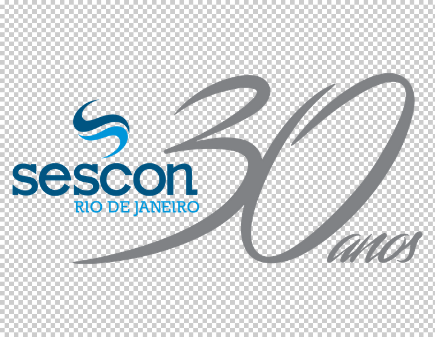 sescon
RIO DE JANEIRO
30
anos